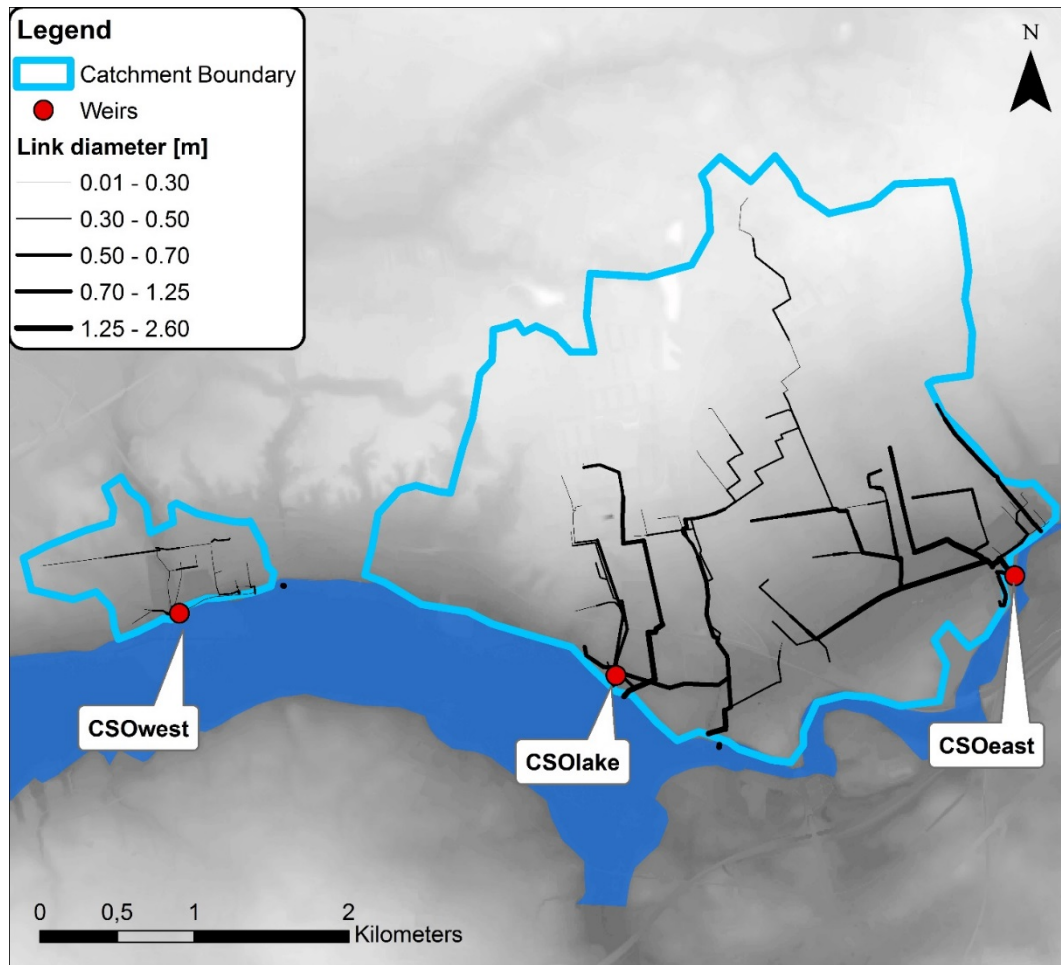 Legend
Catchment Boundary
Weirs
Link diameter [m]
0.01 - 0.30
0.30 - 0.50
0.50 - 0.70
0.70 - 1.25
1.25 - 2.60
N
CSOwest
CSOlake
CSOeast
0 0,5 1 2
Kilometers